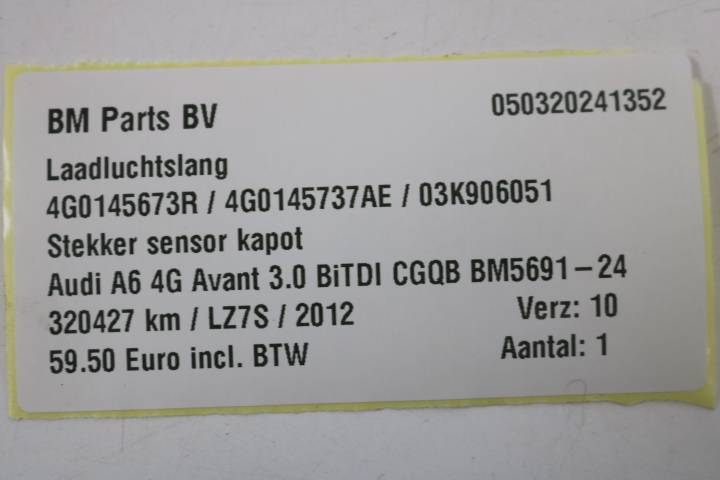 BM Parts BV 050320241352
Laadluchtslang
4G0145673R / 4G0145737AE / 03K906051
Stekker sensor kapot
Audi A6 4G Avant 3.0 BiTDI CGQB BM5691-24
320427 km / LZ7S / 2012 Verz: 10
59.50 Euro incl. BTW Aantal: 1